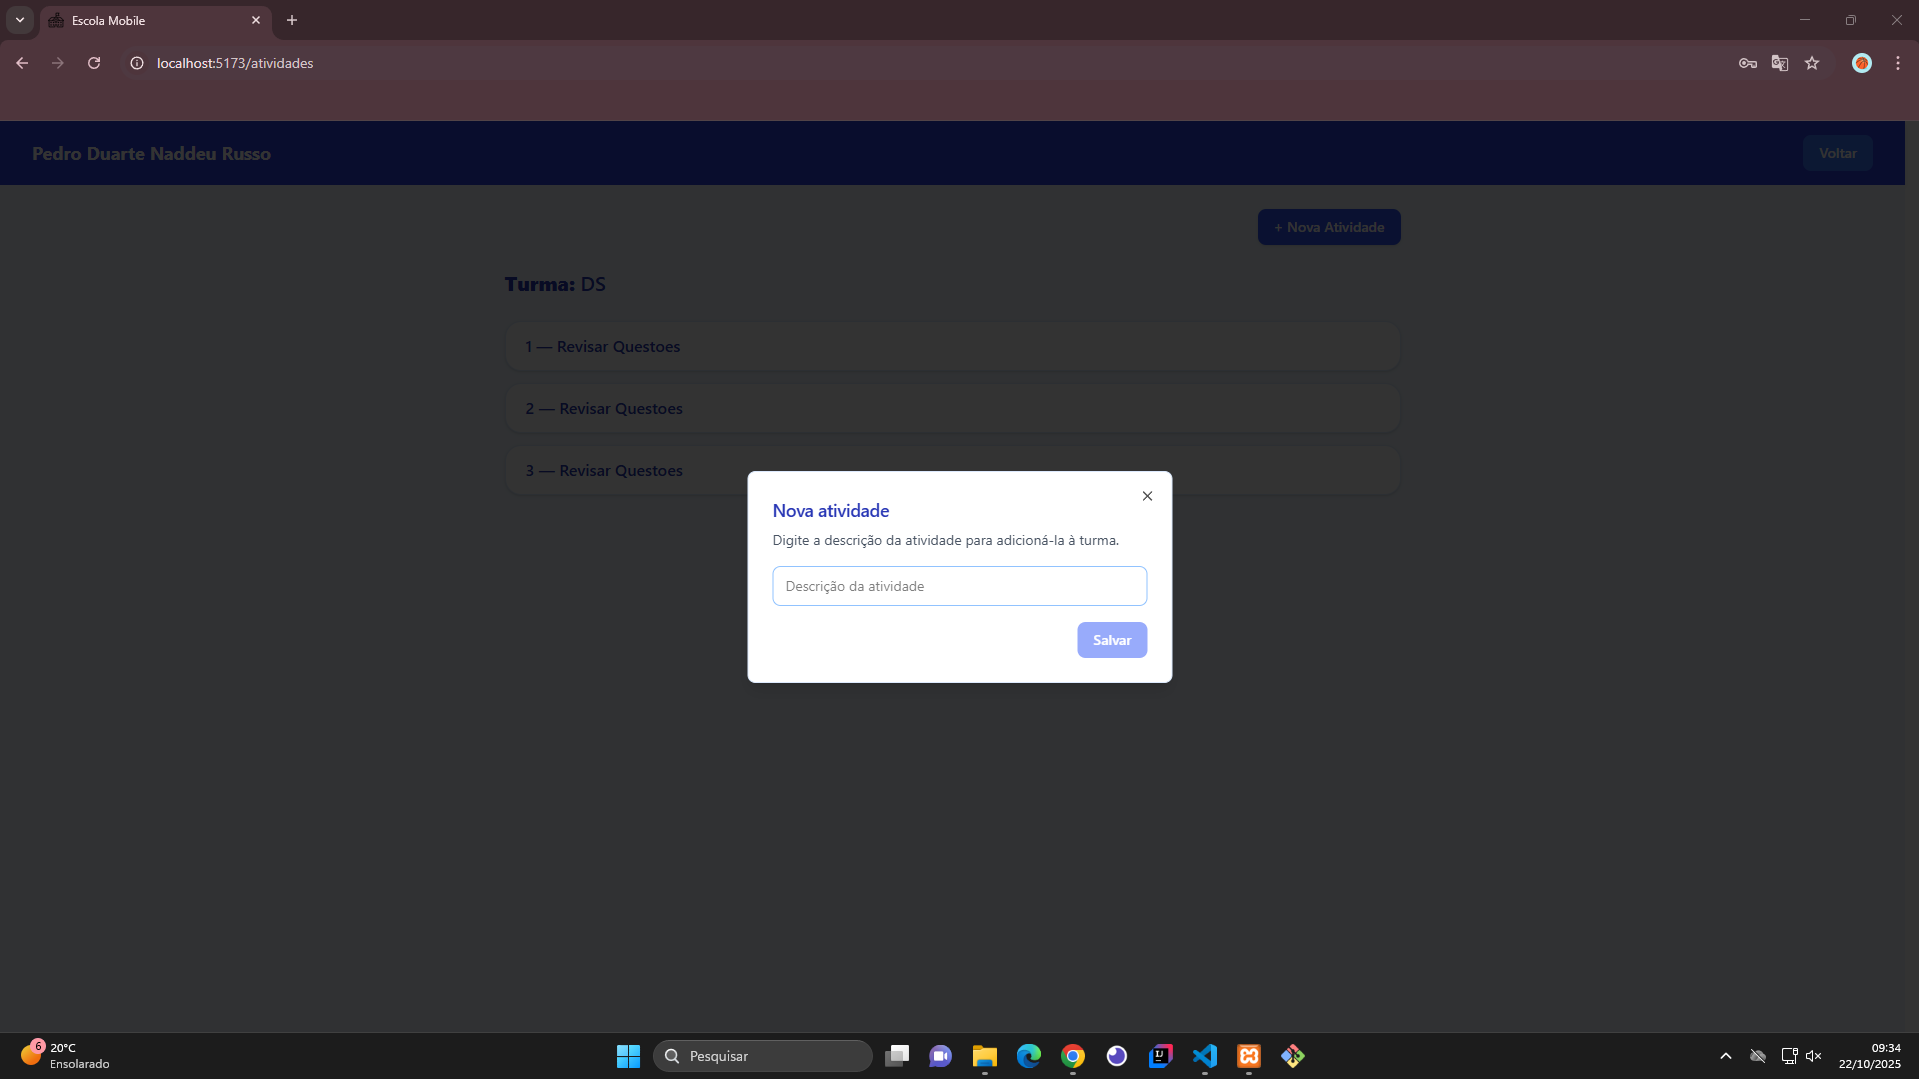 Escola Mobile
localhost:5173/atividades
Pedro Duarte Naddeu Russo
Voltar
+ Nova Atividade
Turma: DS
1 — Revisar Questoes
2 — Revisar Questoes
3 — Revisar Questoes
Nova atividade
Digite a descrição da atividade para adicioná-la à turma.
Descrição da atividade
Salvar
6
20°C
Ensolarado
Pesquisar
09:34
22/10/2025